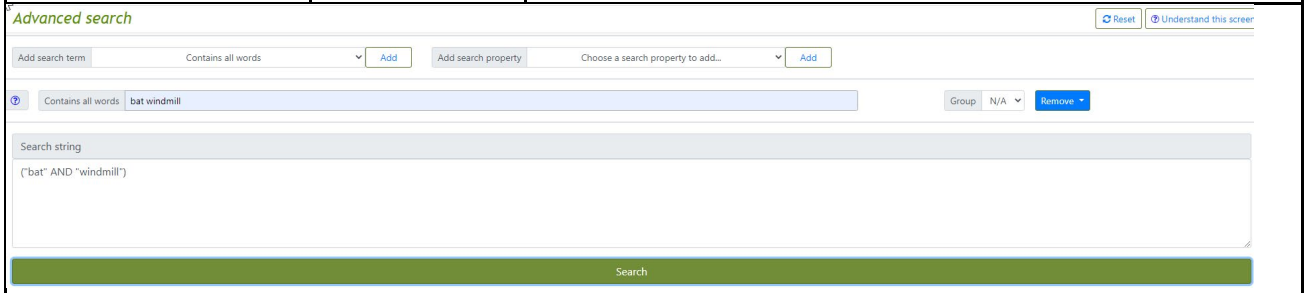 Advanced search
Reset
Understand this screen
Add search term Contains all words Add Add search property Choose a search property to add... Add
Contains all words bat windmill Group N/A Remove
Search string
("bat" AND "windmill")
Search